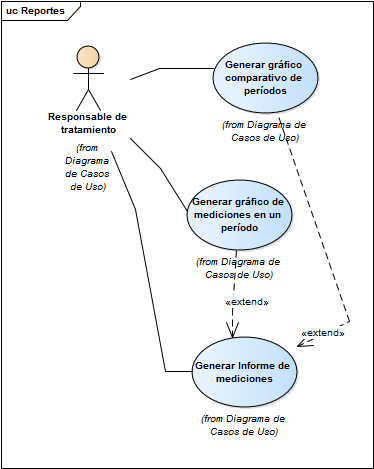 uc Reportes
Responsable de
tratamiento
(from
Diagrama
de Casos
de Uso)
Generar gráfico
comparativo de
períodos
(from Diagrama de
Casos de Uso)
Generar gráfico de
mediciones en un
período
(from Diagrama de
Casos de Uso)
«extend»
«extend»
Generar Informe de
mediciones
(from Diagrama de
Casos de Uso)